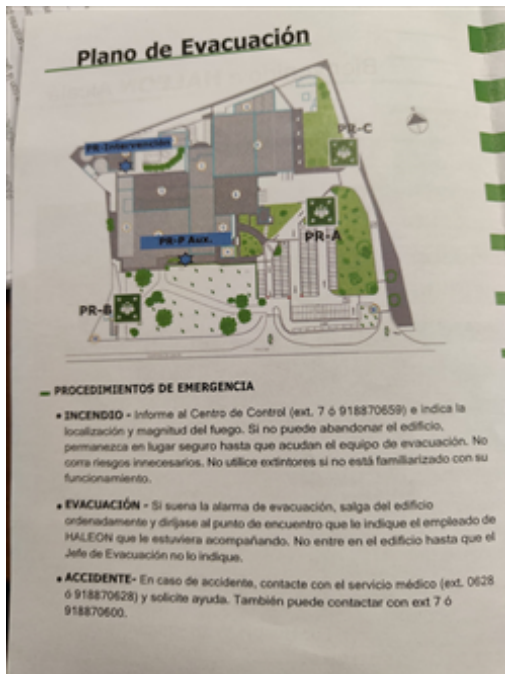 Plano de Evacuación
PR-Intervención
PR-C
PR-A
PR-P Aux.
PR-B
PROCEDIMIENTOS DE EMERGENCIA
• INCENDIO - Informe al Centro de Control (ext. 7 ó 918870659) e indica la
localización y magnitud del fuego. Si no puede abandonar el edificio,
permanezca en lugar seguro hasta que acudan el equipo de evacuación. No
corra riesgos innecesarios. No utilice extintores si no está familiarizado con su
funcionamiento.
• EVACUACIÓN - Si suena la alarma de evacuación, salga del edificio
ordenadamente y diríjase al punto de encuentro que le indique el empleado de
HALEON que le estuviera acompañando. No entre en el edificio hasta que el
Jefe de Evacuación no lo indique.
• ACCIDENTE- En caso de accidente, contacte con el servicio médico (ext. 0628
ó 918870628) y solicite ayuda. También puede contactar con ext 7 ó
918870600.